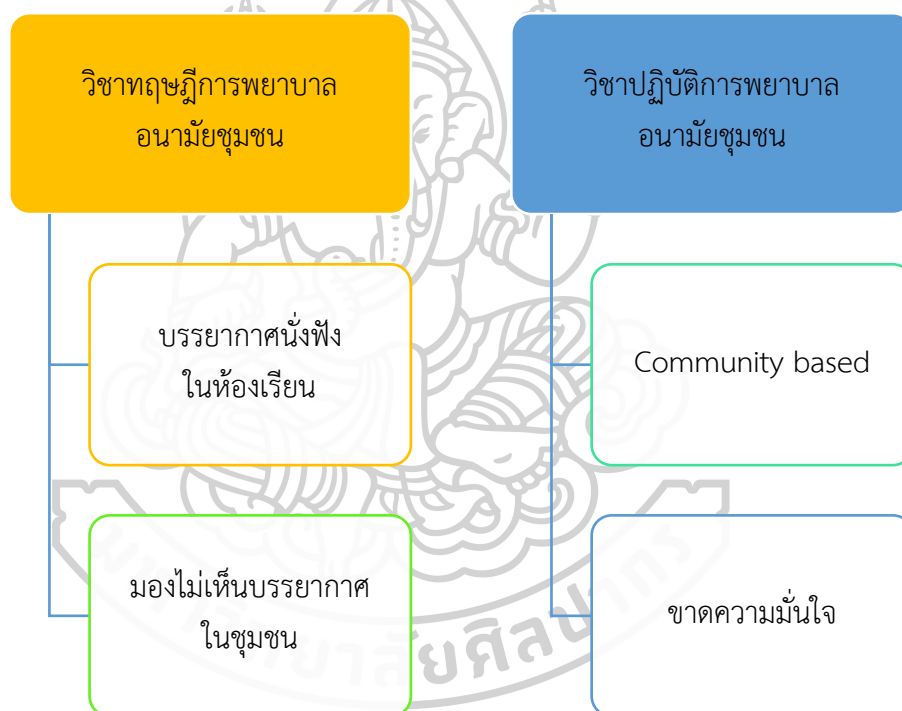 วิชาทฤษฎีการพยาบาล
อนามัยชุมชน
บรรยากาศนั่งฟัง
ในห้องเรียน
มองไม่เห็นบรรยากาศ
ในชุมชน
วิชาปฏิบัติการพยาบาล
อนามัยชุมชน
Community based
ขาดความมั่นใจ